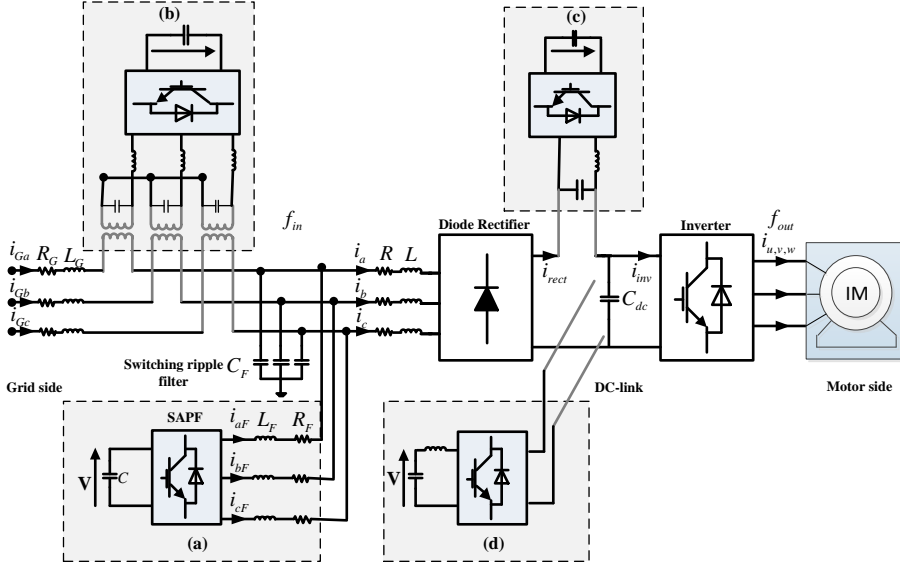 (b)
(c)
f_in
Diode Rectifier
Inverter
f_out
i_Ga R_G L_G
i_a R L
i_rect
i_inv
i_u,v,w
i_Gb
i_b
C_dc
IM
i_Gc
i_c
Switching ripple
filter
C_F
Grid side
DC-link
Motor side
SAPF
i_aF L_F R_F
V
C
i_bF
i_cF
(a)
V
(d)